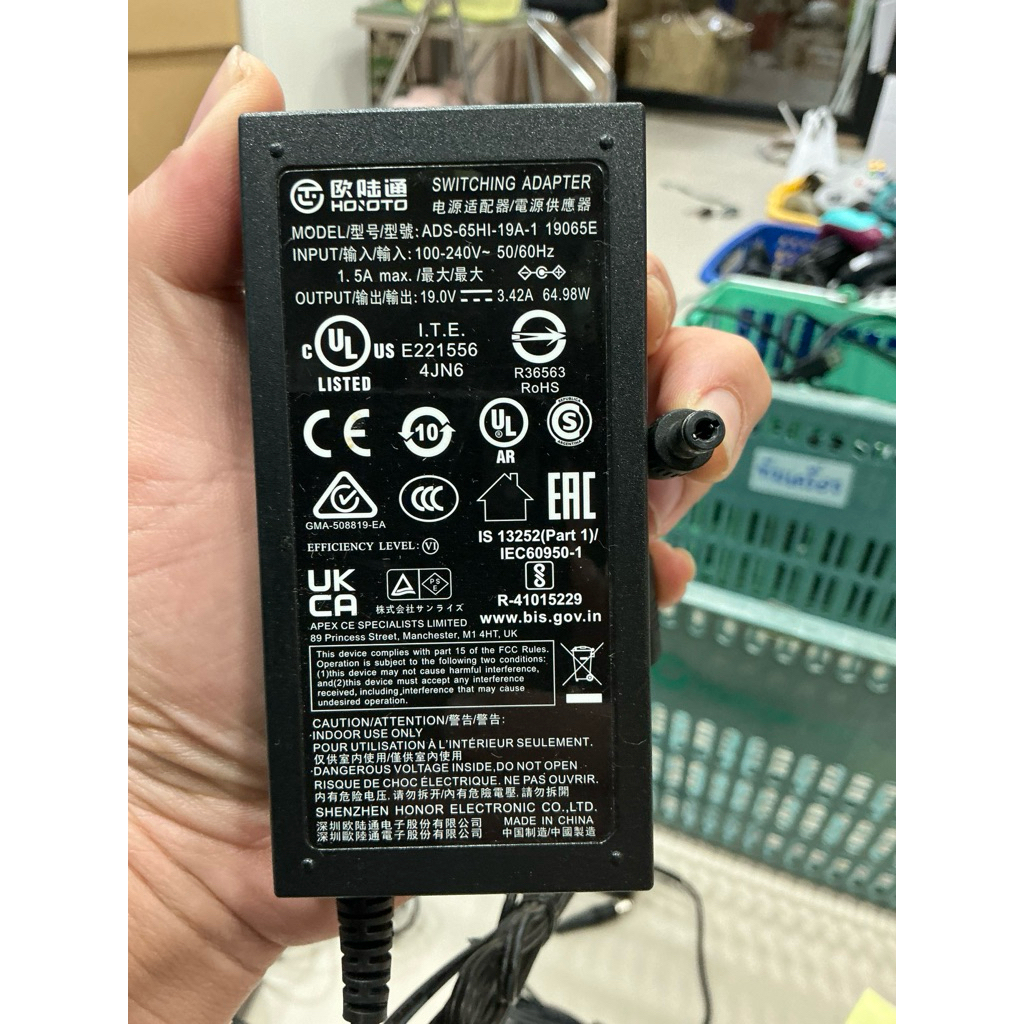 欧陆通
HONOTO
SWITCHING ADAPTER
电源适配器/電源供應器
MODEL/型号/型號: ADS-65HI-19A-1 19065E
INPUT/输入/輸入: 100-240V~ 50/60Hz
1.5A max. /最大/最大
OUTPUT/输出/輸出: 19.0V 3.42A 64.98W
C UL US
LISTED
I.T.E.
E221556
4JN6
R36563
RoHS
CE
10
UL
AR
S
GMA-508819-EA
CCC
EAC
EFFICIENCY LEVEL: VI
IS 13252(Part 1)/
IEC60950-1
R-41015229
www.bis.gov.in
UK
CA
PS
E
株式会社サンライズ
APEX CE SPECIALISTS LIMITED
89 Princess Street, Manchester, M1 4HT, UK
This device complies with part 15 of the FCC Rules.
Operation is subject to the following two conditions:
(1)this device may not cause harmful interference,
and(2)this device must accept any interference
received, including,interference that may cause
undesired operation.
CAUTION/ATTENTION/警告/警告:
INDOOR USE ONLY
POUR UTILISATION À L'INTÉRIEUR SEULEMENT.
仅供室内使用/僅供室內使用
DANGEROUS VOLTAGE INSIDE,DO NOT OPEN
RISQUE DE CHOC ÉLECTRIQUE. NE PAS OUVRIR.
内有危险电压, 请勿拆开/內有危險電壓, 請勿拆開
SHENZHEN HONOR ELECTRONIC CO.,LTD.
深圳欧陆通电子股份有限公司
深圳歐陸通電子股份有限公司
MADE IN CHINA
中国制造/中國製造